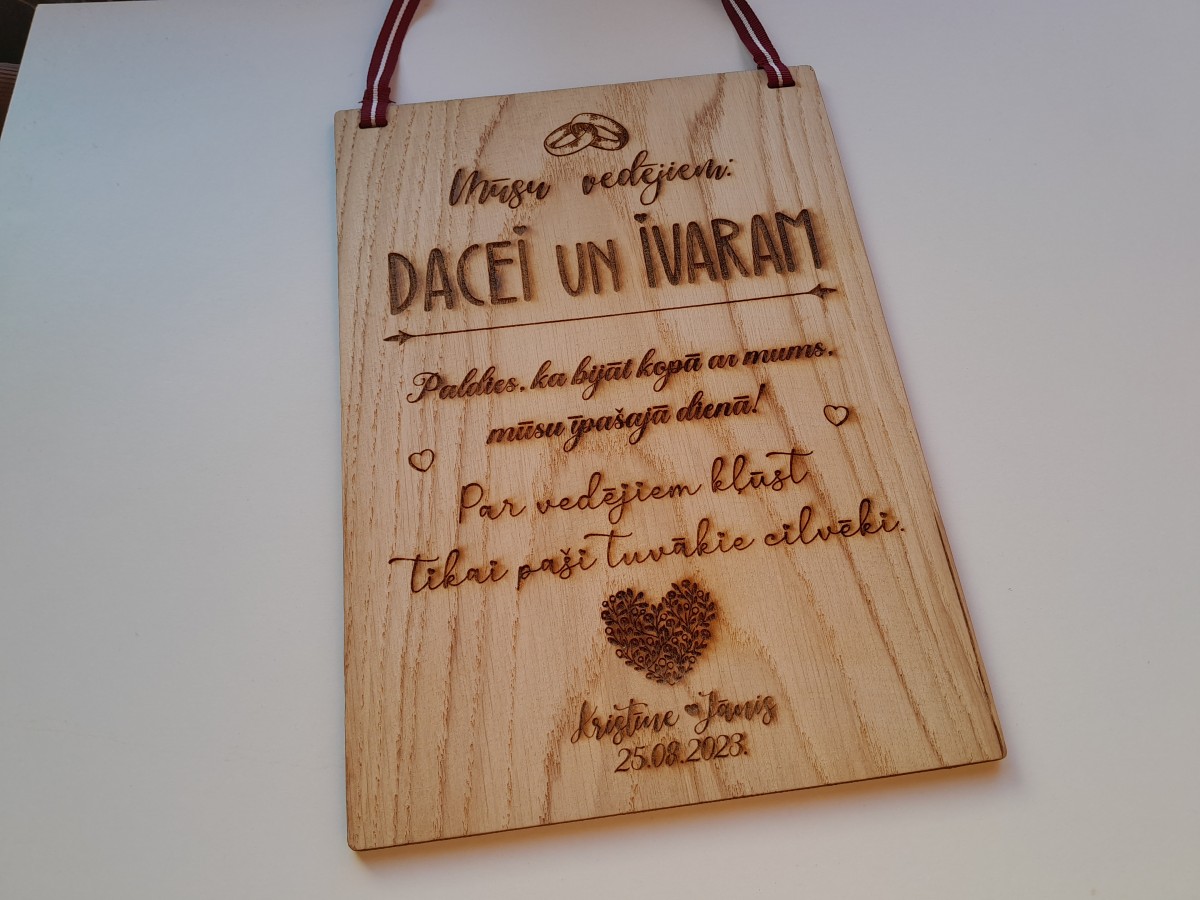 Mūsu vedējiem:
DACEI UN IVARAM
Paldies, ka bijāt kopā ar mums,
mūsu īpašajā dienā!
Par vedējiem kļūst
tikai paši tuvākie cilvēki.
Kristīne Jānis
25.08.2023.